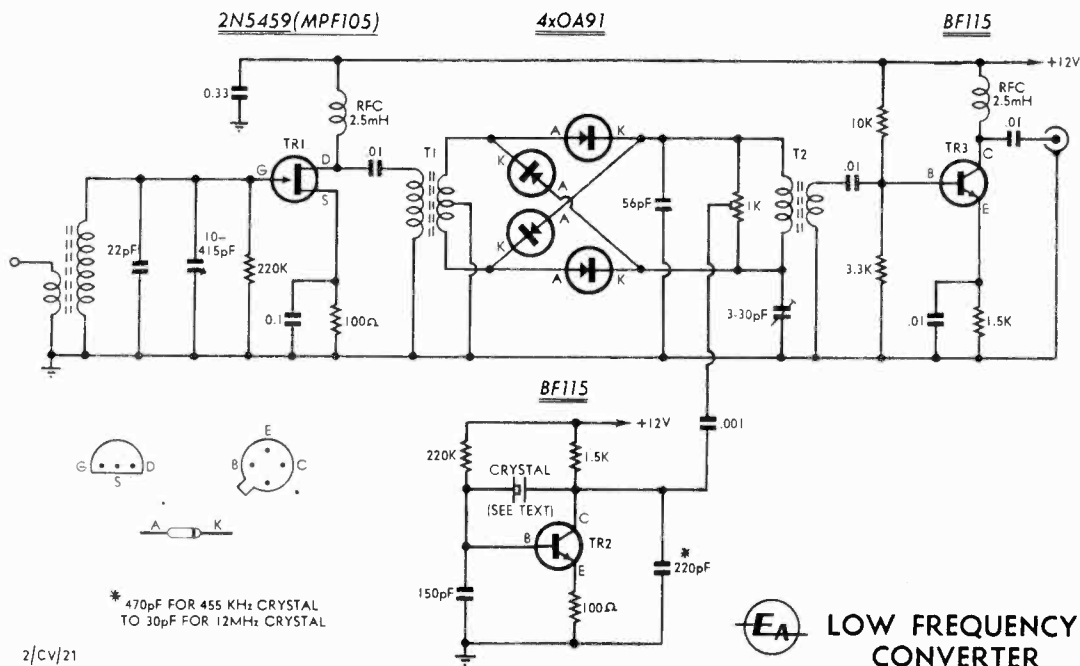 2N5459(MPF105)
4xOA91
BF115
+12V
0.33
RFC
2.5mH
TR1
G
D
S
.01
T1
A
K
K
A
A
K
A
K
56pF
1K
T2
.01
10K
RFC
2.5mH
.01
TR3
B
C
E
22pF
10-
415pF
220K
0.1
100Ω
3-30pF
3.3K
.01
1.5K
BF115
+12V
.001
220K
1.5K
CRYSTAL
(SEE TEXT)
B
C
E
TR2
150pF
100Ω
*
220pF
G
S
D
E
B
C
A
K
* 470pF FOR 455 KHz CRYSTAL
TO 30pF FOR 12MHz CRYSTAL
2/CV/21
EA
LOW FREQUENCY
CONVERTER